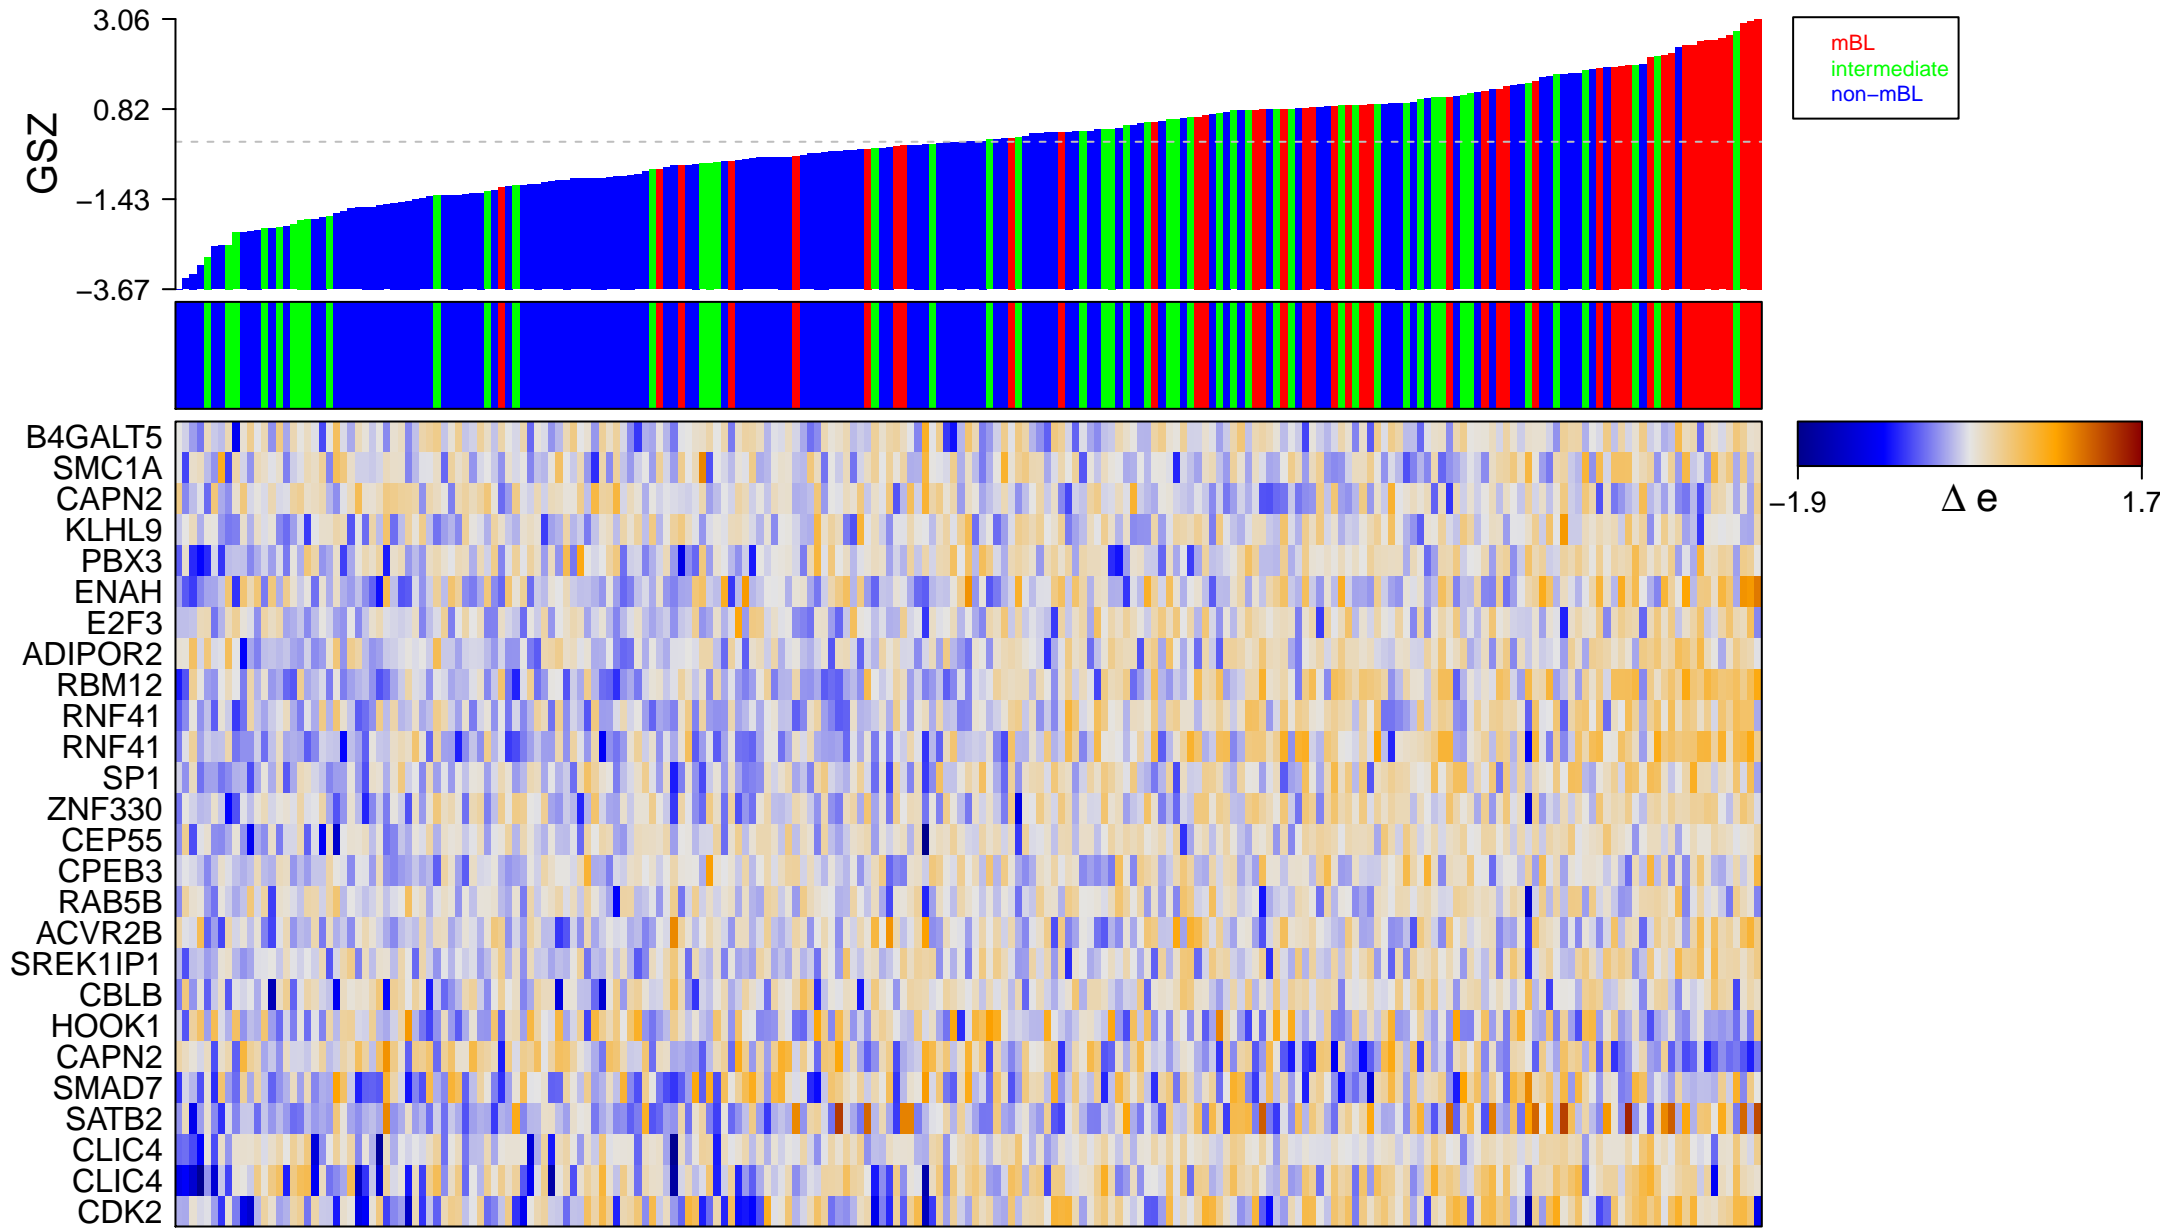 3.06
0.82
−1.43
−3.67
GSZ
mBL
intermediate
non−mBL
B4GALT5
SMC1A
CAPN2
KLHL9
PBX3
ENAH
E2F3
ADIPOR2
RBM12
RNF41
RNF41
SP1
ZNF330
CEP55
CPEB3
RAB5B
ACVR2B
SREK1IP1
CBLB
HOOK1
CAPN2
SMAD7
SATB2
CLIC4
CLIC4
CDK2
−1.9 Δ e 1.7